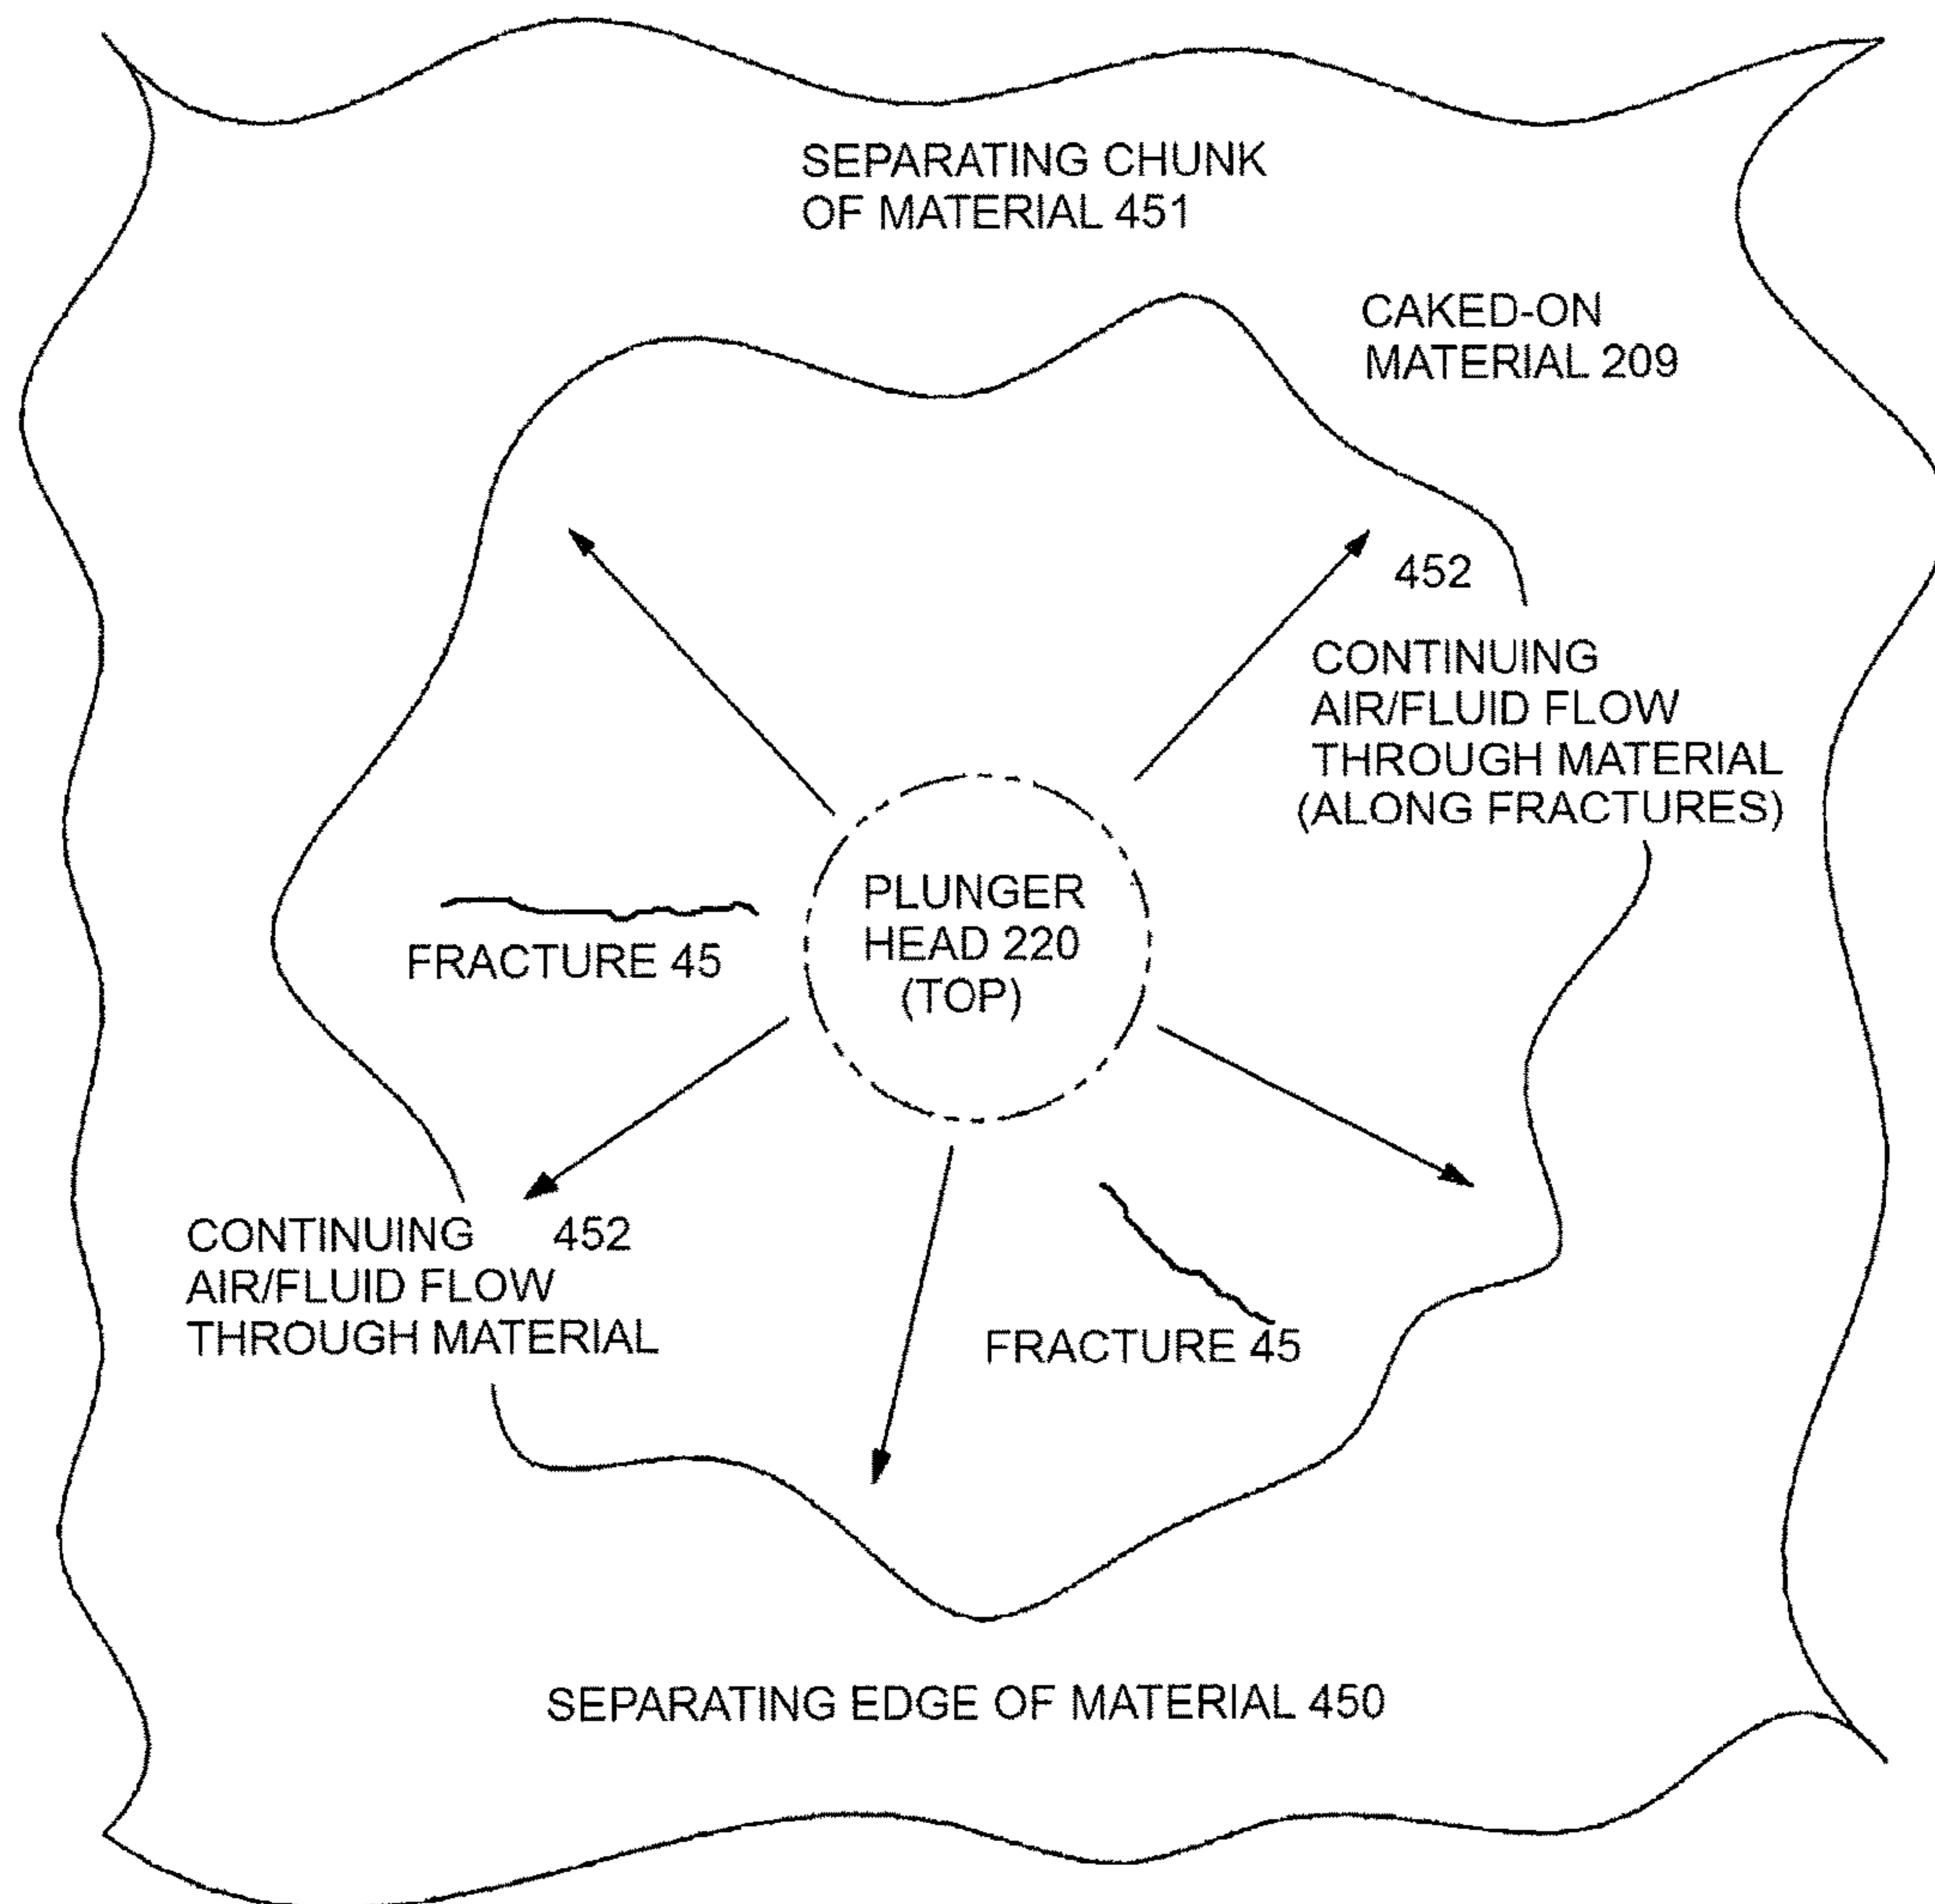 SEPARATING CHUNK
OF MATERIAL 451
CAKED-ON
MATERIAL 209
452
CONTINUING
AIR/FLUID FLOW
THROUGH MATERIAL
(ALONG FRACTURES)
PLUNGER
HEAD 220
(TOP)
FRACTURE 45
CONTINUING 452
AIR/FLUID FLOW
THROUGH MATERIAL
FRACTURE 45
SEPARATING EDGE OF MATERIAL 450